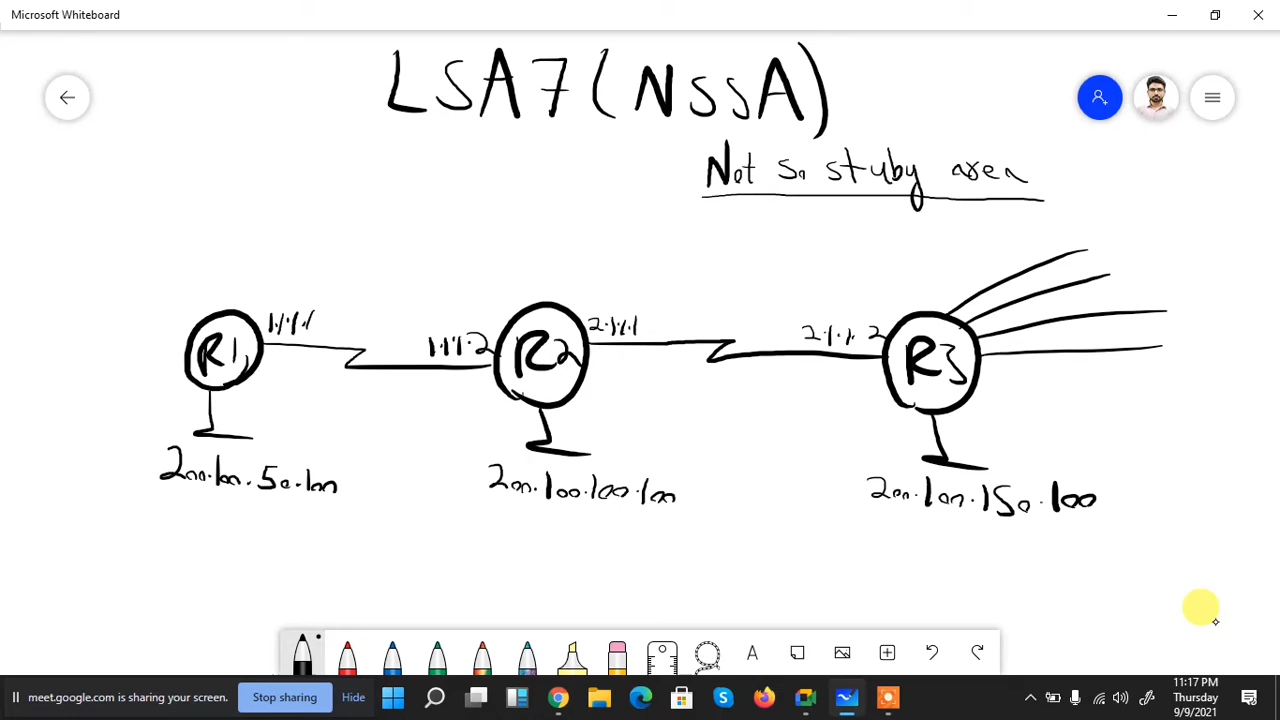 Microsoft Whiteboard
LSA7(NSSA)
Not so stuby area
R1
1.1.1.1
1.1.1.2
R2
2.1.1.1
2.1.1.2
R3
200.100.50.100
200.100.100.100
200.100.150.100
A
meet.google.com is sharing your screen.
Stop sharing
Hide
11:17 PM
Thursday
9/9/2021